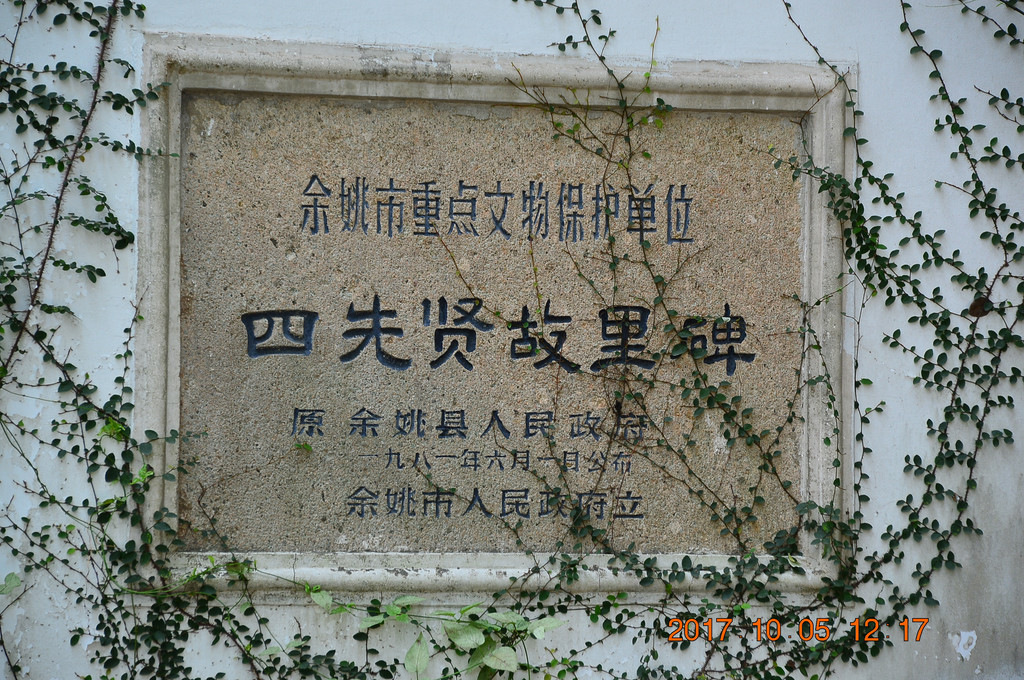 余姚市重点文物保护单位
四先贤故里碑
原 余姚县人民政府
一九八一年六月一日公布
余姚市人民政府立
2017 10 05 12 17